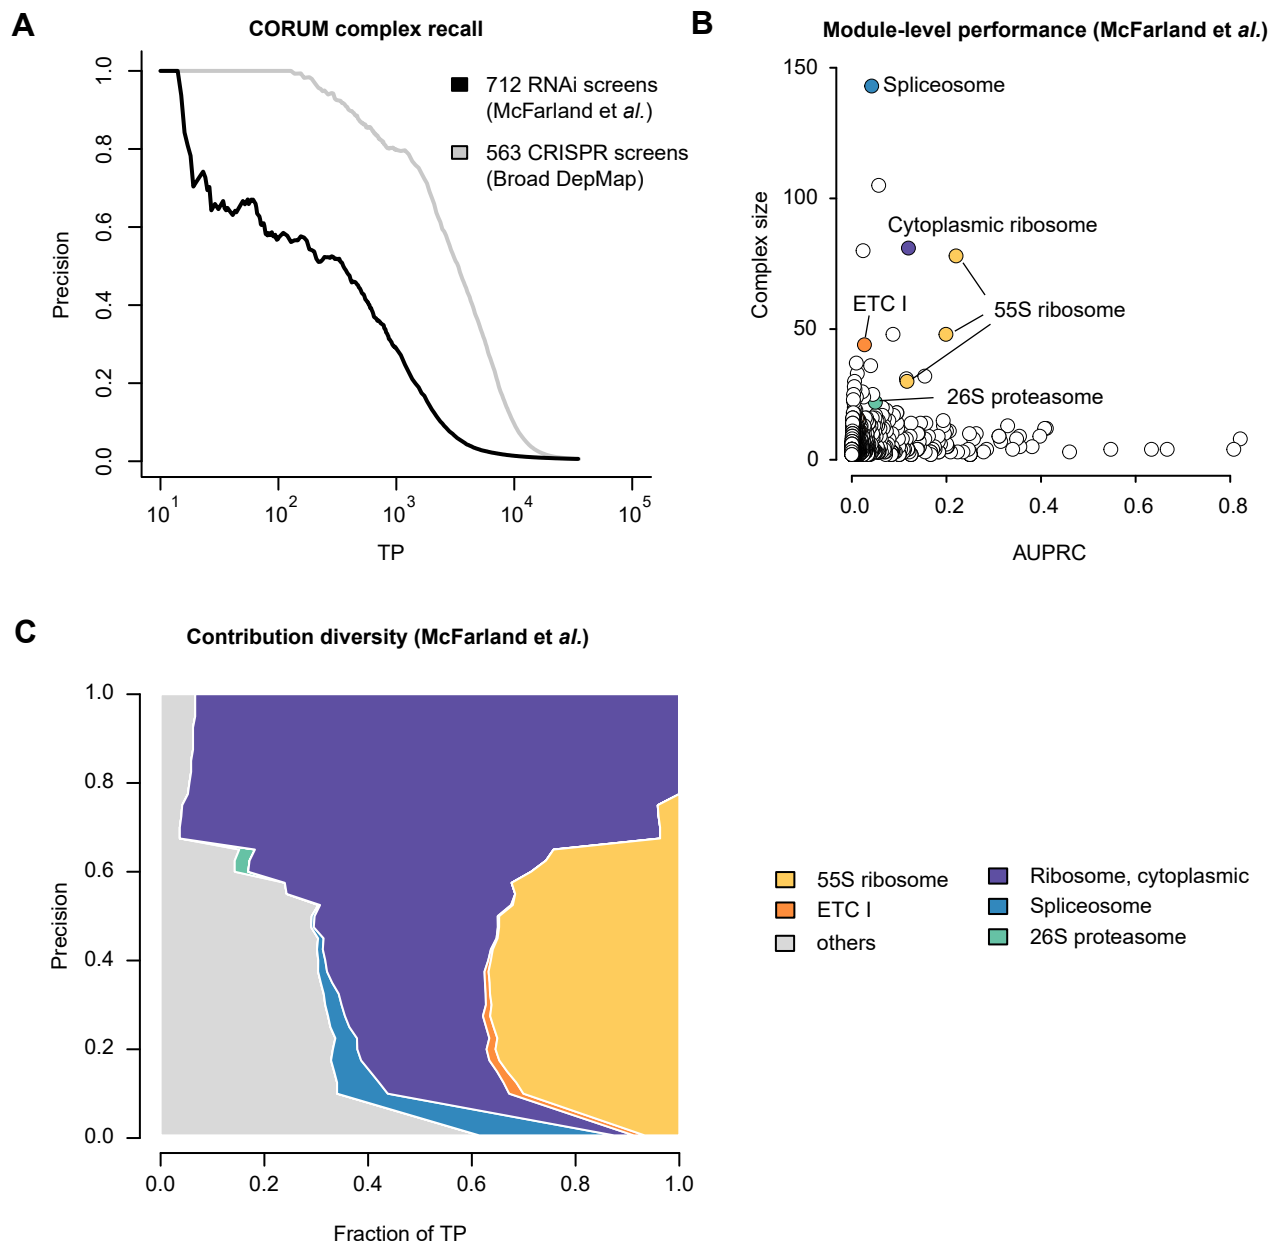 A
CORUM complex recall
1.0
0.8
0.6
0.4
0.2
0.0
Precision
10^1
10^2
10^3
10^4
10^5
TP
712 RNAi screens
(McFarland et al.)
563 CRISPR screens
(Broad DepMap)
B
Module-level performance (McFarland et al.)
150
100
50
0
Complex size
Spliceosome
Cytoplasmic ribosome
ETC I
55S ribosome
26S proteasome
0.0
0.2
0.4
0.6
0.8
AUPRC
C
Contribution diversity (McFarland et al.)
1.0
0.8
0.6
0.4
0.2
0.0
Precision
0.0
0.2
0.4
0.6
0.8
1.0
Fraction of TP
55S ribosome
ETC I
others
Ribosome, cytoplasmic
Spliceosome
26S proteasome